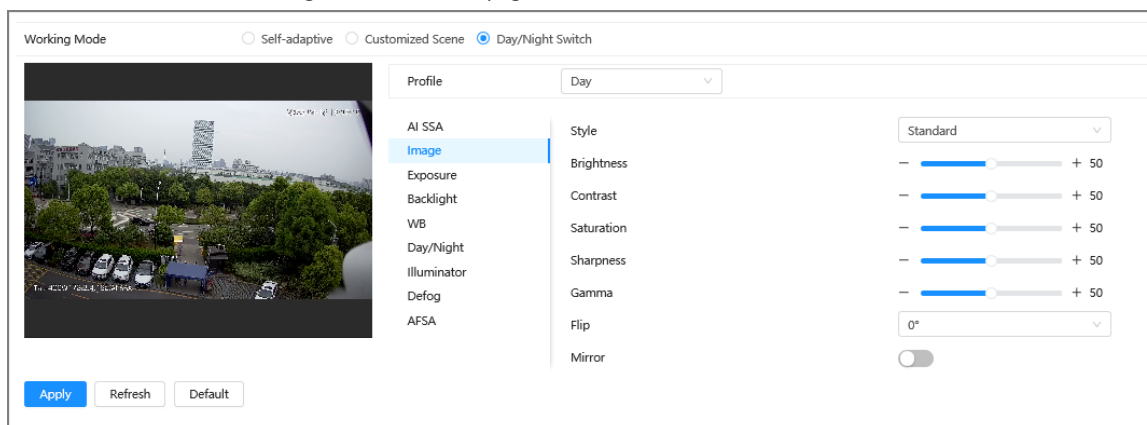 Working Mode Self-adaptive Customized Scene Day/Night Switch
Profile Day
AI SSA
Image
Exposure
Backlight
WB
Day/Night
Illuminator
Defog
AFSA
Style Standard
Brightness − + 50
Contrast − + 50
Saturation − + 50
Sharpness − + 50
Gamma − + 50
Flip 0°
Mirror
Apply Refresh Default